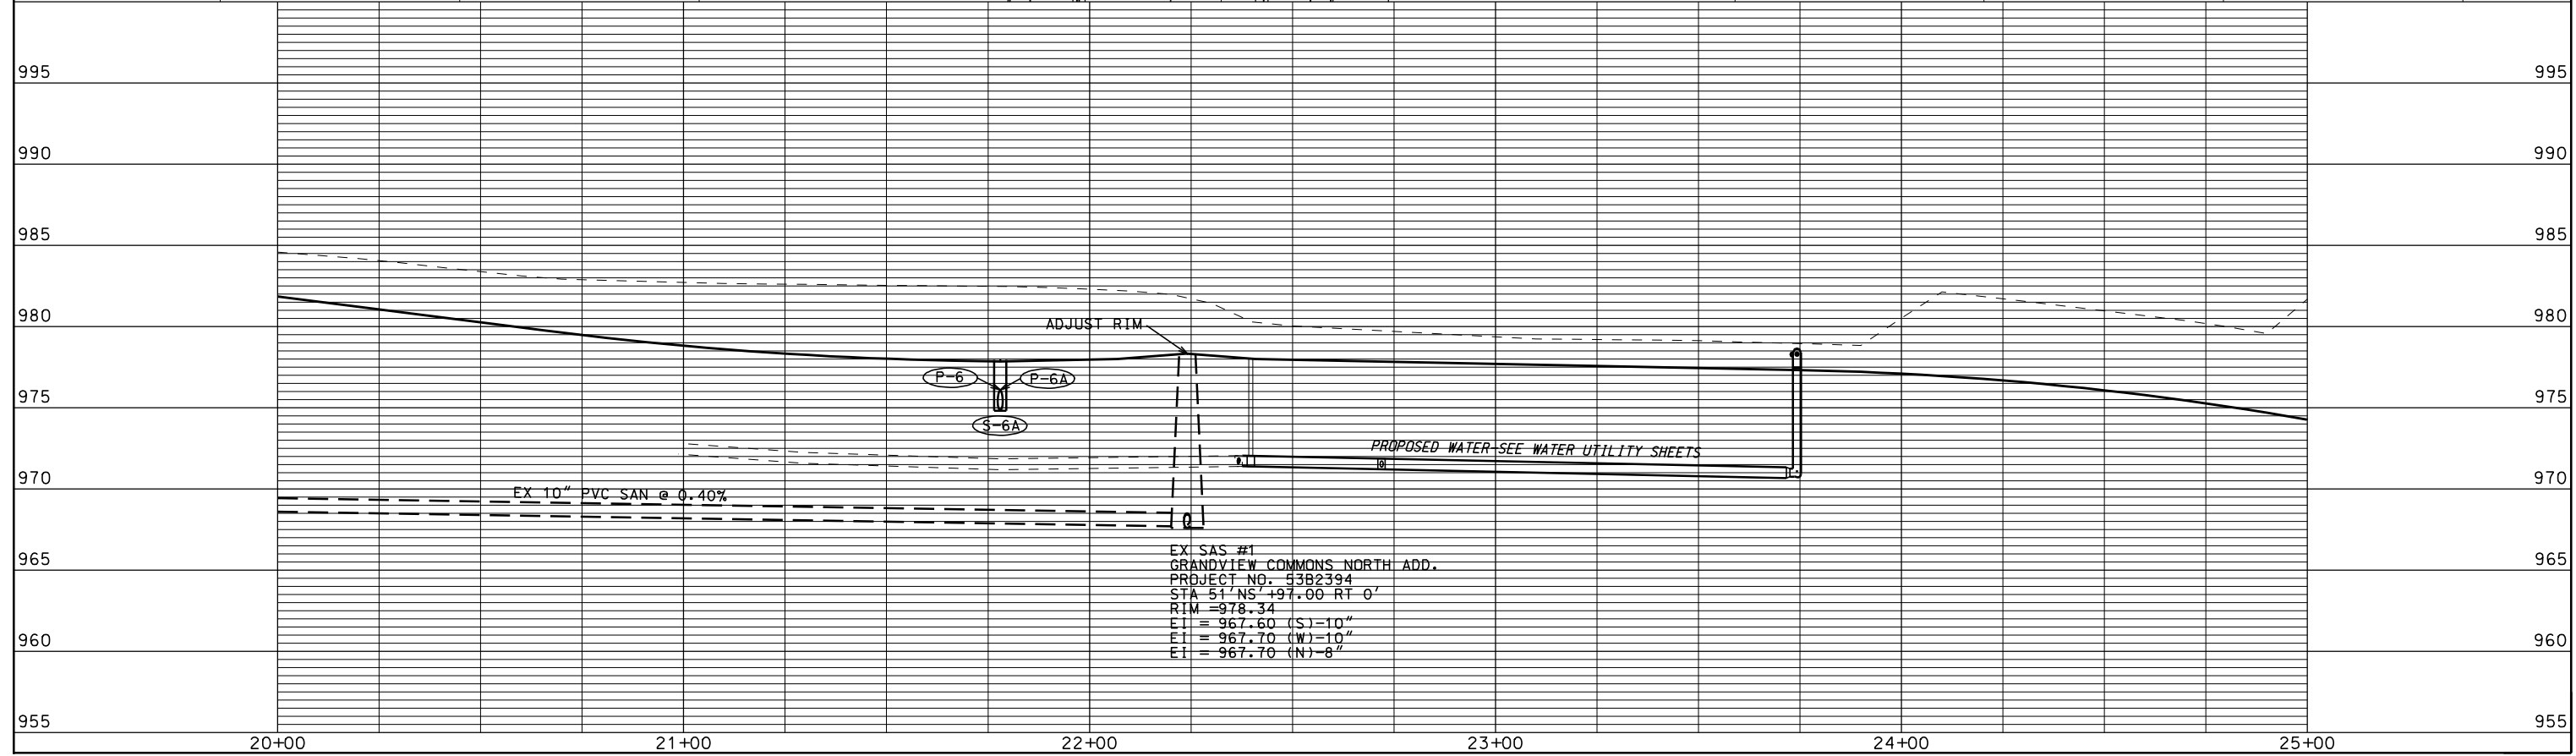 995 995
990 990
985 985
980 ADJUST RIM 980
P-6 P-6A
975 975
S-6A
PROPOSED WATER-SEE WATER UTILITY SHEETS
970 970
EX 10" PVC SAN @ 0.40%
EX SAS #1
965 965
GRANDVIEW COMMONS NORTH ADD.
PROJECT NO. 53B2394
STA 51'NS'+97.00 RT 0'
RIM =978.34
EI = 967.60 (S)-10"
EI = 967.70 (W)-10"
960 960
EI = 967.70 (N)-8"
955 955
20+00 21+00 22+00 23+00 24+00 25+00